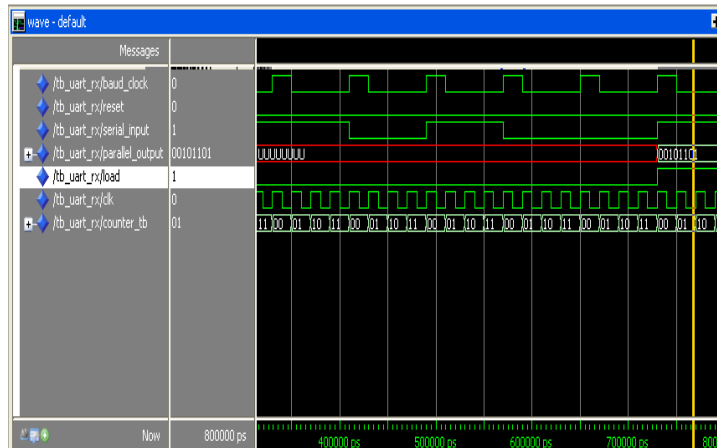 wave - default
Messages
/tb_uart_rx/baud_clock 0
/tb_uart_rx/reset 0
/tb_uart_rx/serial_input 1
/tb_uart_rx/parallel_output 00101101 UUUUUUUU 00101101
/tb_uart_rx/load 1
/tb_uart_rx/clk 0
/tb_uart_rx/counter_tb 01 11 00 01 10 11 00 01 10 11 00 01 10 11 00 01 10 11 00 01 10 11 00 01 10
Now 800000 ps 400000 ps 500000 ps 600000 ps 700000 ps 800